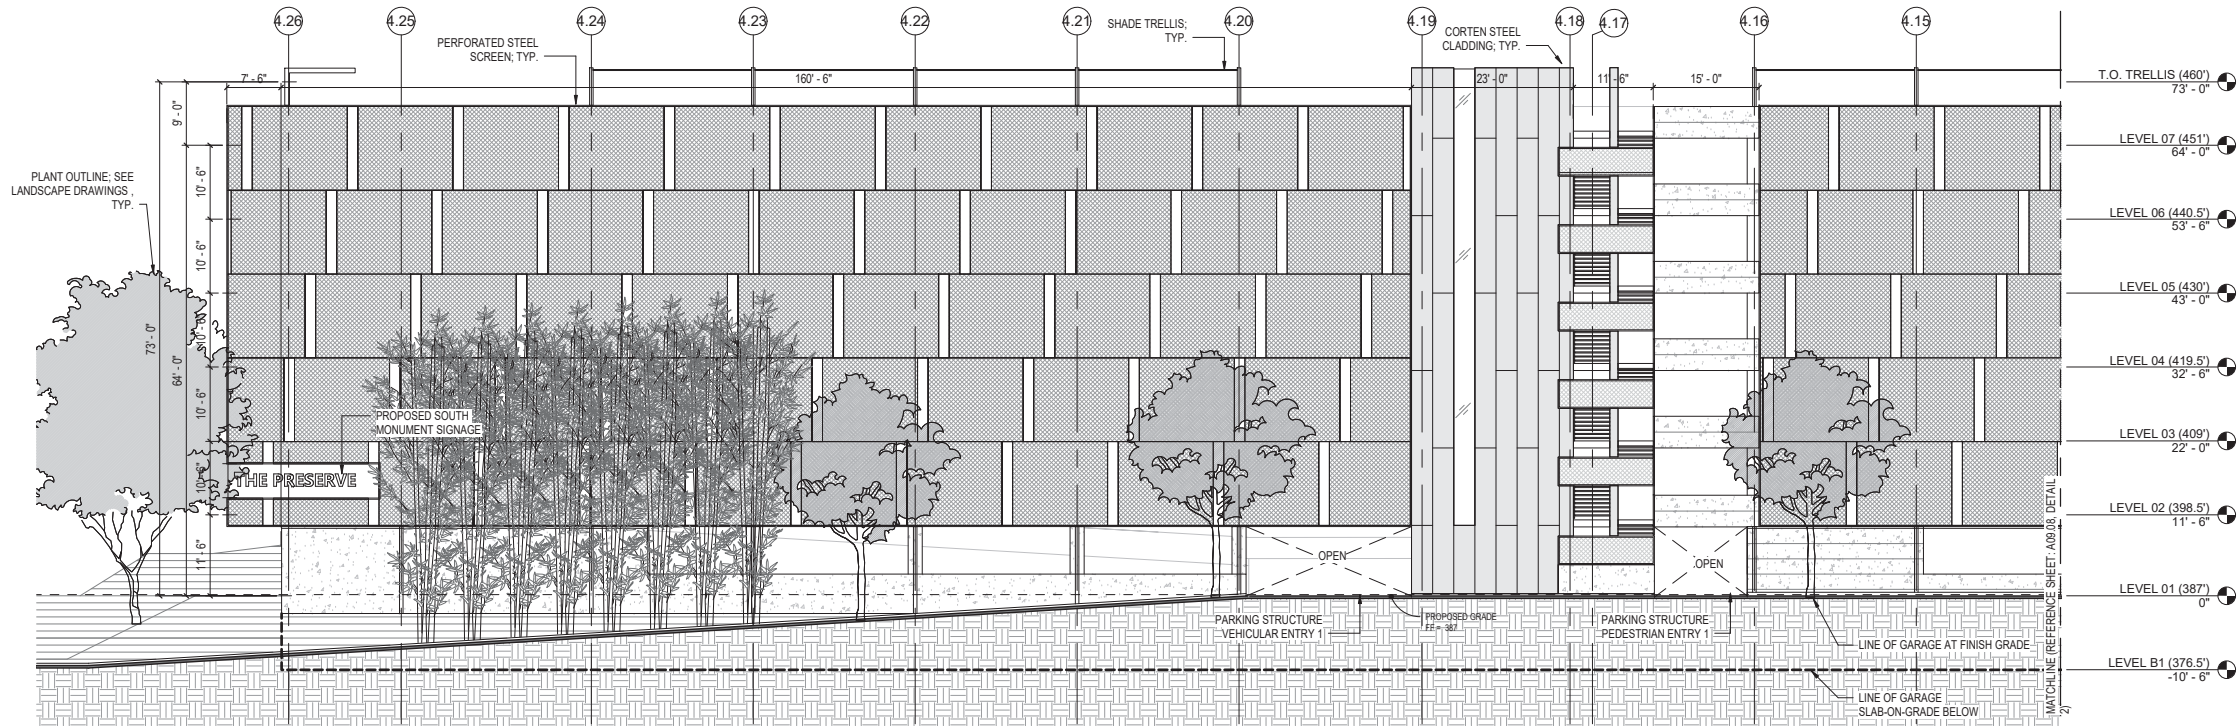 4.26
4.25
4.24
4.23
4.22
4.21
4.20
4.19
4.18
4.17
4.16
4.15
PERFORATED STEEL
SCREEN; TYP.
SHADE TRELLIS;
TYP.
CORTEN STEEL
CLADDING; TYP.
7' - 6"
160' - 6"
23' - 0"
11' - 6"
15' - 0"
T.O. TRELLIS (460')
73' - 0"
9' - 0"
LEVEL 07 (451')
64' - 0"
PLANT OUTLINE; SEE
LANDSCAPE DRAWINGS ,
TYP.
10' - 6"
LEVEL 06 (440.5')
53' - 6"
10' - 6"
LEVEL 05 (430')
43' - 0"
10' - 6"
73' - 0"
64' - 0"
LEVEL 04 (419.5')
32' - 6"
10' - 6"
PROPOSED SOUTH
MONUMENT SIGNAGE
LEVEL 03 (409')
22' - 0"
10' - 6"
THE PRESERVE
LEVEL 02 (398.5')
11' - 6"
11' - 6"
OPEN
OPEN
LEVEL 01 (387')
0"
PARKING STRUCTURE
VEHICULAR ENTRY 1
PROPOSED GRADE
FF = 387'
PARKING STRUCTURE
PEDESTRIAN ENTRY 1
LINE OF GARAGE AT FINISH GRADE
LEVEL B1 (376.5')
-10' - 6"
LINE OF GARAGE
SLAB-ON-GRADE BELOW
MATCHLINE (REFERENCE SHEET: A09.08, DETAIL
2)